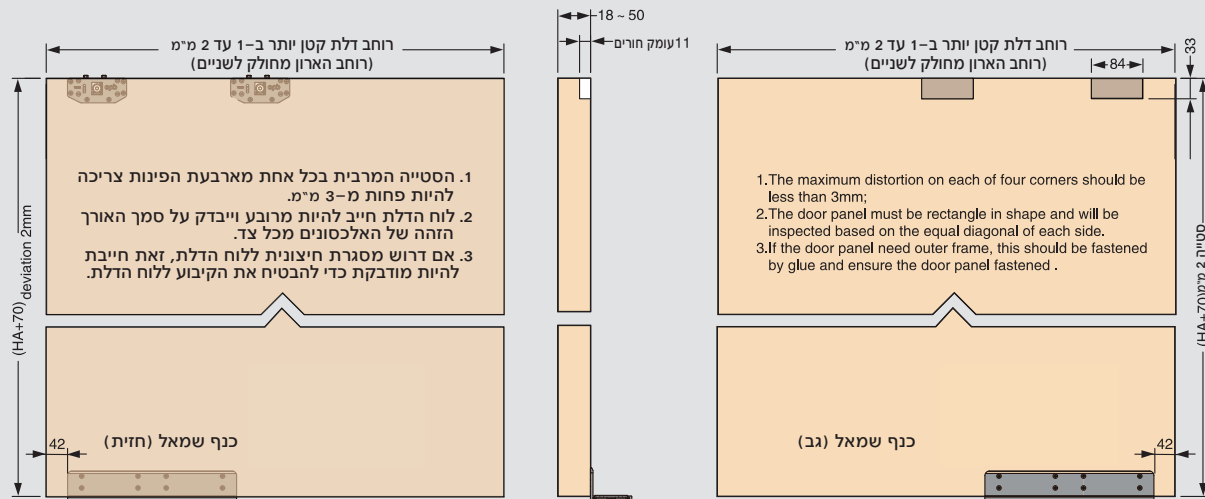 רוחב דלת קטן יותר ב–1 עד 2 מ"מ
(רוחב הארון מחולק לשניים)
18 ~ 50
11עומק חורים
רוחב דלת קטן יותר ב–1 עד 2 מ"מ
(רוחב הארון מחולק לשניים)
84
33
1. הסטייה המרבית בכל אחת מארבעת הפינות צריכה
להיות פחות מ–3 מ"מ.
2. לוח הדלת חייב להיות מרובע וייבדק על סמך האורך
הזהה של האלכסונים מכל צד.
3. אם דרוש מסגרת חיצונית ללוח הדלת, זאת חייבת
להיות מודבקת כדי להבטיח את הקיבוע ללוח הדלת.
(HA+70) deviation 2mm
1.The maximum distortion on each of four corners should be
less than 3mm;
2.The door panel must be rectangle in shape and will be
inspected based on the equal diagonal of each side.
3.If the door panel need outer frame, this should be fastened
by glue and ensure the door panel fastened .
סטייה 2 מ"מ(HA+70)
כנף שמאל (חזית)
42
כנף שמאל (גב)
42